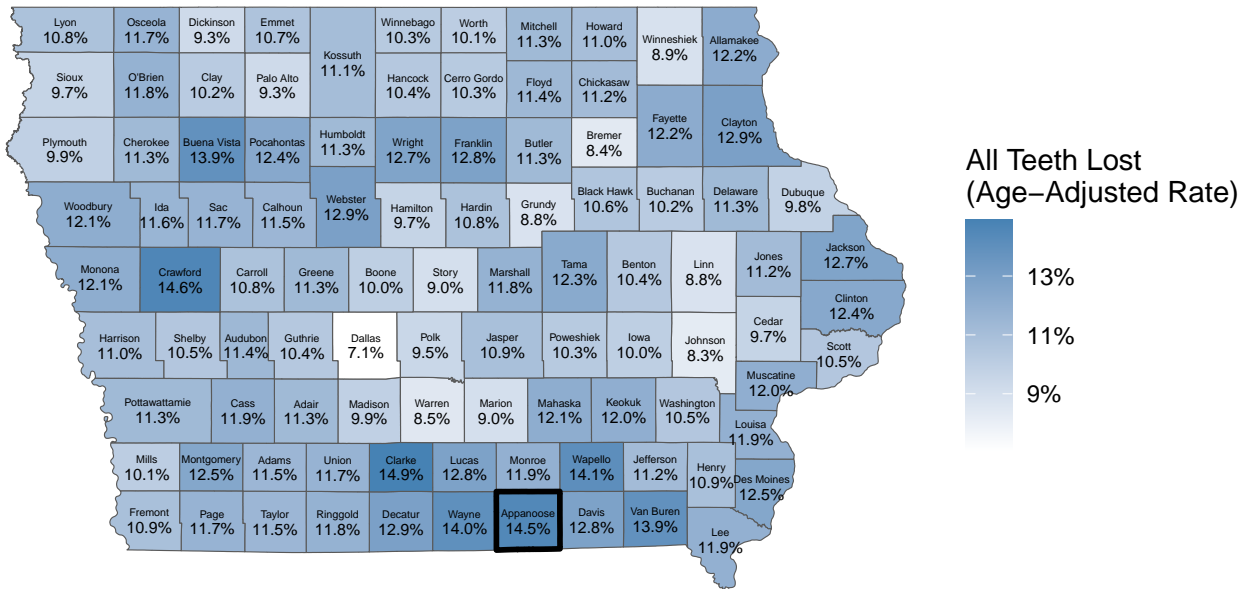 Lyon
10.8%
Osceola
11.7%
Dickinson
9.3%
Emmet
10.7%
Kossuth
11.1%
Winnebago
10.3%
Worth
10.1%
Mitchell
11.3%
Howard
11.0%
Winneshiek
8.9%
Allamakee
12.2%
Sioux
9.7%
O'Brien
11.8%
Clay
10.2%
Palo Alto
9.3%
Hancock
10.4%
Cerro Gordo
10.3%
Floyd
11.4%
Chickasaw
11.2%
Fayette
12.2%
Clayton
12.9%
Plymouth
9.9%
Cherokee
11.3%
Buena Vista
13.9%
Pocahontas
12.4%
Humboldt
11.3%
Wright
12.7%
Franklin
12.8%
Butler
11.3%
Bremer
8.4%
Woodbury
12.1%
Ida
11.6%
Sac
11.7%
Calhoun
11.5%
Webster
12.9%
Hamilton
9.7%
Hardin
10.8%
Grundy
8.8%
Black Hawk
10.6%
Buchanan
10.2%
Delaware
11.3%
Dubuque
9.8%
Monona
12.1%
Crawford
14.6%
Carroll
10.8%
Greene
11.3%
Boone
10.0%
Story
9.0%
Marshall
11.8%
Tama
12.3%
Benton
10.4%
Linn
8.8%
Jones
11.2%
Jackson
12.7%
Clinton
12.4%
Harrison
11.0%
Shelby
10.5%
Audubon
11.4%
Guthrie
10.4%
Dallas
7.1%
Polk
9.5%
Jasper
10.9%
Poweshiek
10.3%
Iowa
10.0%
Johnson
8.3%
Cedar
9.7%
Scott
10.5%
Muscatine
12.0%
Pottawattamie
11.3%
Cass
11.9%
Adair
11.3%
Madison
9.9%
Warren
8.5%
Marion
9.0%
Mahaska
12.1%
Keokuk
12.0%
Washington
10.5%
Louisa
11.9%
Mills
10.1%
Montgomery
12.5%
Adams
11.5%
Union
11.7%
Clarke
14.9%
Lucas
12.8%
Monroe
11.9%
Wapello
14.1%
Jefferson
11.2%
Henry
10.9%
Des Moines
12.5%
Fremont
10.9%
Page
11.7%
Taylor
11.5%
Ringgold
11.8%
Decatur
12.9%
Wayne
14.0%
Appanoose
14.5%
Davis
12.8%
Van Buren
13.9%
Lee
11.9%
All Teeth Lost
(Age−Adjusted Rate)
13%
11%
9%